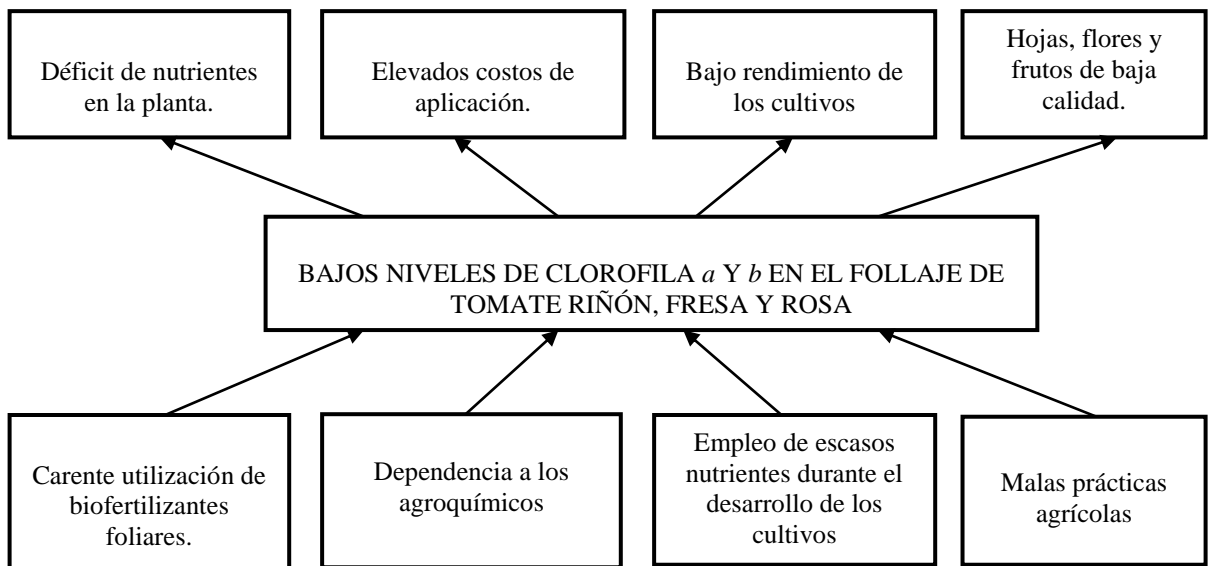 Déficit de nutrientes
en la planta.
Elevados costos de
aplicación.
Bajo rendimiento de
los cultivos
Hojas, flores y
frutos de baja
calidad.
BAJOS NIVELES DE CLOROFILA a Y b EN EL FOLLAJE DE
TOMATE RIÑÓN, FRESA Y ROSA
Carente utilización de
biofertilizantes
foliares.
Dependencia a los
agroquímicos
Empleo de escasos
nutrientes durante el
desarrollo de los
cultivos
Malas prácticas
agrícolas